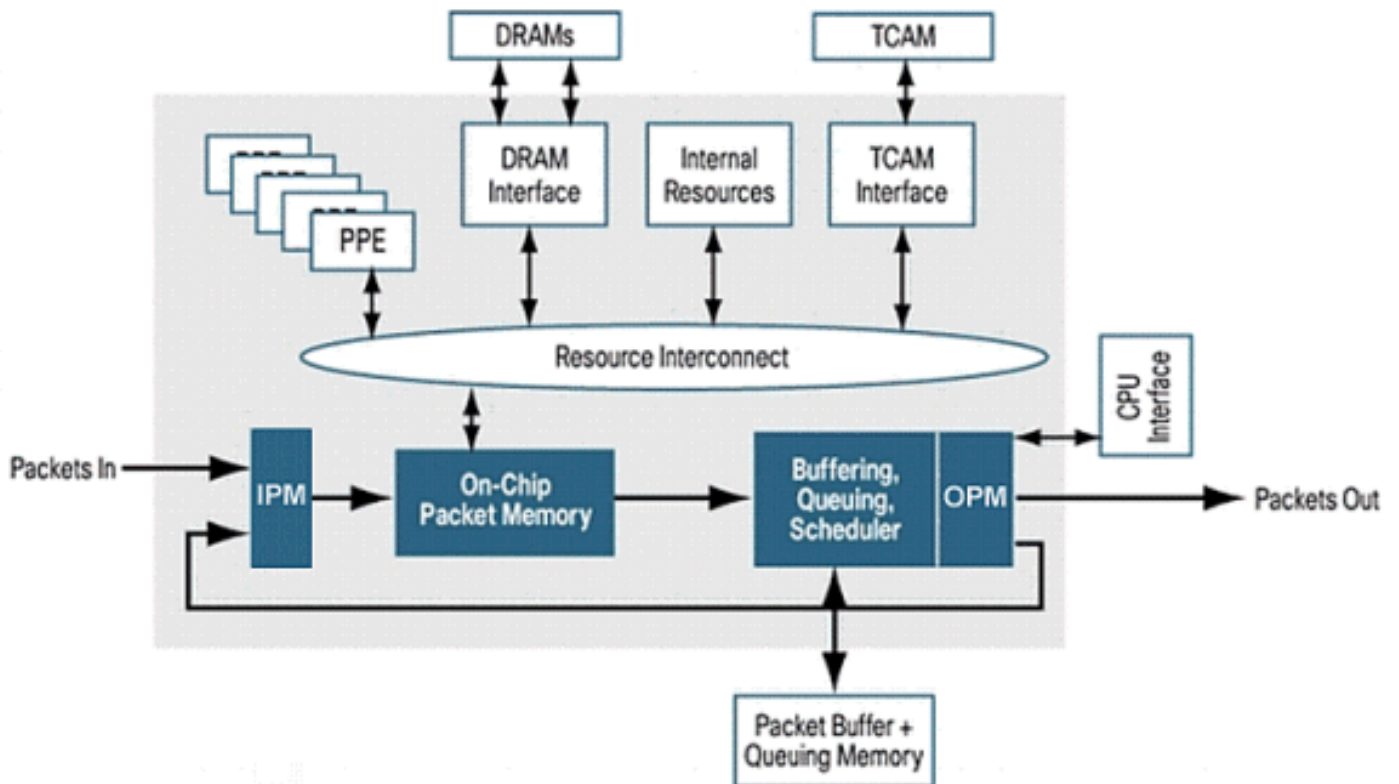 DRAMs
TCAM
DRAM
Interface
Internal
Resources
TCAM
Interface
PPE
Resource Interconnect
CPU
Interface
Packets In
IPM
On-Chip
Packet Memory
Buffering,
Queuing,
Scheduler
OPM
Packets Out
Packet Buffer +
Queuing Memory